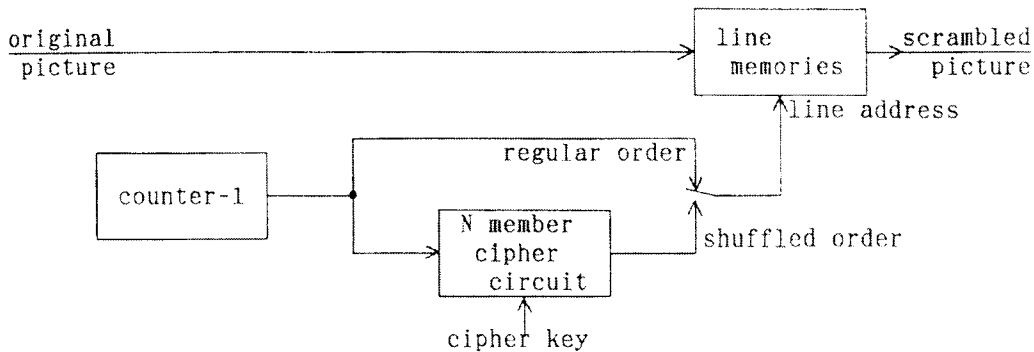 original
picture
line
memories
scrambled
picture
line address
regular order
counter-1
N member
cipher
circuit
shuffled order
cipher key